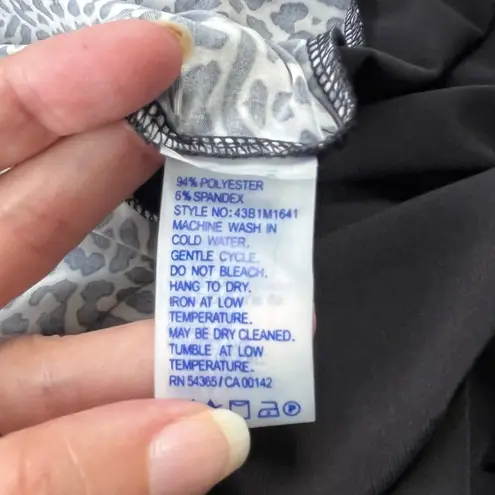 94% POLYESTER
6% SPANDEX
STYLE NO: 43B1M1641
MACHINE WASH IN
COLD WATER.
GENTLE CYCLE.
DO NOT BLEACH.
HANG TO DRY.
IRON AT LOW
TEMPERATURE.
MAY BE DRY CLEANED.
TUMBLE AT LOW
TEMPERATURE.
RN 54365 / CA 00142
P